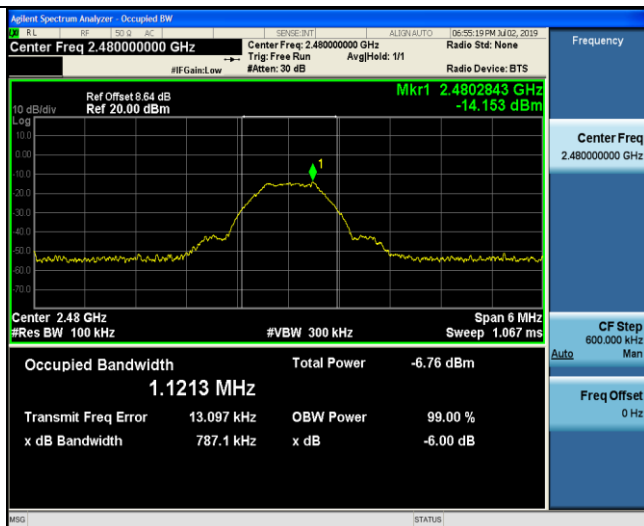 Agilent Spectrum Analyzer - Occupied BW
RL RF 50 Ω AC SENSE:INT ALIGN AUTO 06:55:19 PM Jul 02, 2019
Center Freq 2.480000000 GHz
Center Freq: 2.480000000 GHz
Radio Std: None
Trig: Free Run Avg|Hold: 1/1
#IFGain:Low #Atten: 30 dB Radio Device: BTS
Frequency
Ref Offset 8.64 dB
Mkr1 2.4802843 GHz
10 dB/div Ref 20.00 dBm -14.153 dBm
Log
10.0
0.00
-10.0
-20.0
-30.0
-40.0
-50.0
-60.0
-70.0
1
Center 2.48 GHz Span 6 MHz
#Res BW 100 kHz #VBW 300 kHz Sweep 1.067 ms
Occupied Bandwidth Total Power -6.76 dBm
1.1213 MHz
Transmit Freq Error 13.097 kHz OBW Power 99.00 %
x dB Bandwidth 787.1 kHz x dB -6.00 dB
Center Freq
2.480000000 GHz
CF Step
600.000 kHz
Auto Man
Freq Offset
0 Hz
MSG STATUS